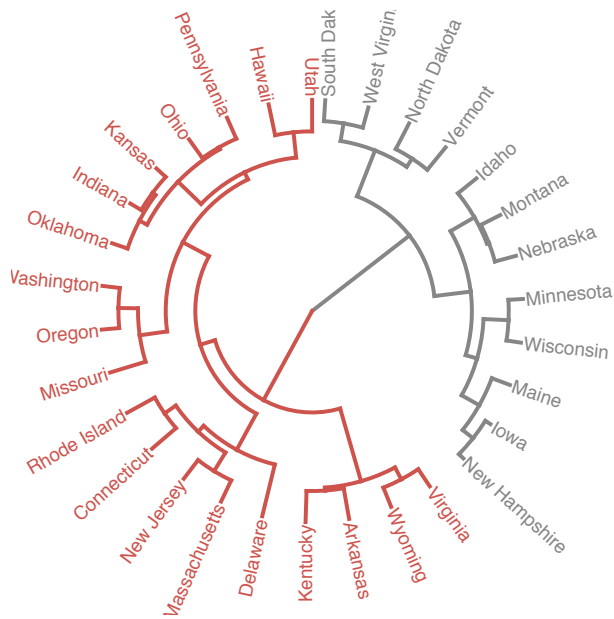 Utah
South Dak
West Virgin
North Dakota
Vermont
Idaho
Montana
Nebraska
Minnesota
Wisconsin
Maine
Iowa
New Hampshire
Virginia
Wyoming
Arkansas
Kentucky
Delaware
Massachusetts
New Jersey
Connecticut
Rhode Island
Missouri
Oregon
Washington
Oklahoma
Indiana
Kansas
Ohio
Pennsylvania
Hawaii